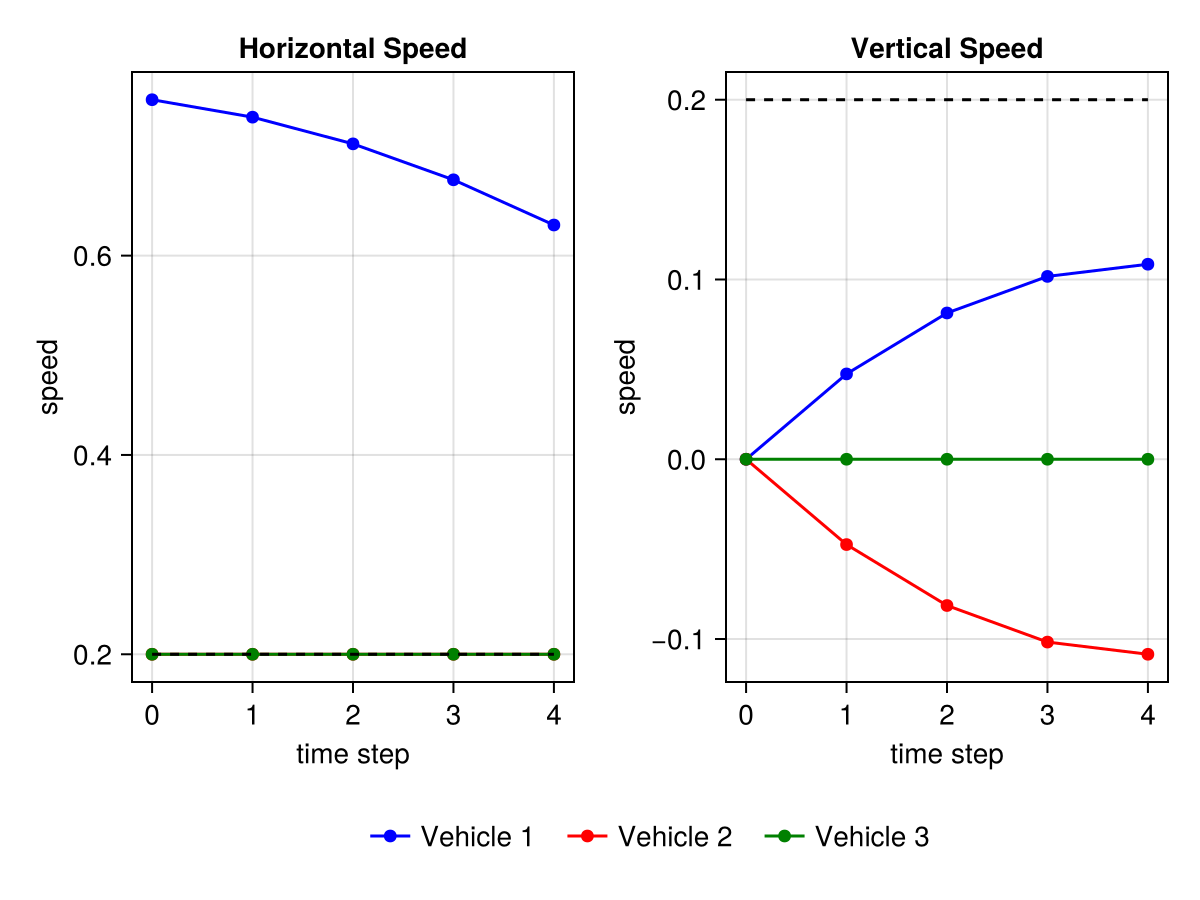 Horizontal Speed
speed
0.6
0.4
0.2
0 1 2 3 4
time step
Vertical Speed
speed
0.2
0.1
0.0
−0.1
0 1 2 3 4
time step
Vehicle 1 Vehicle 2 Vehicle 3